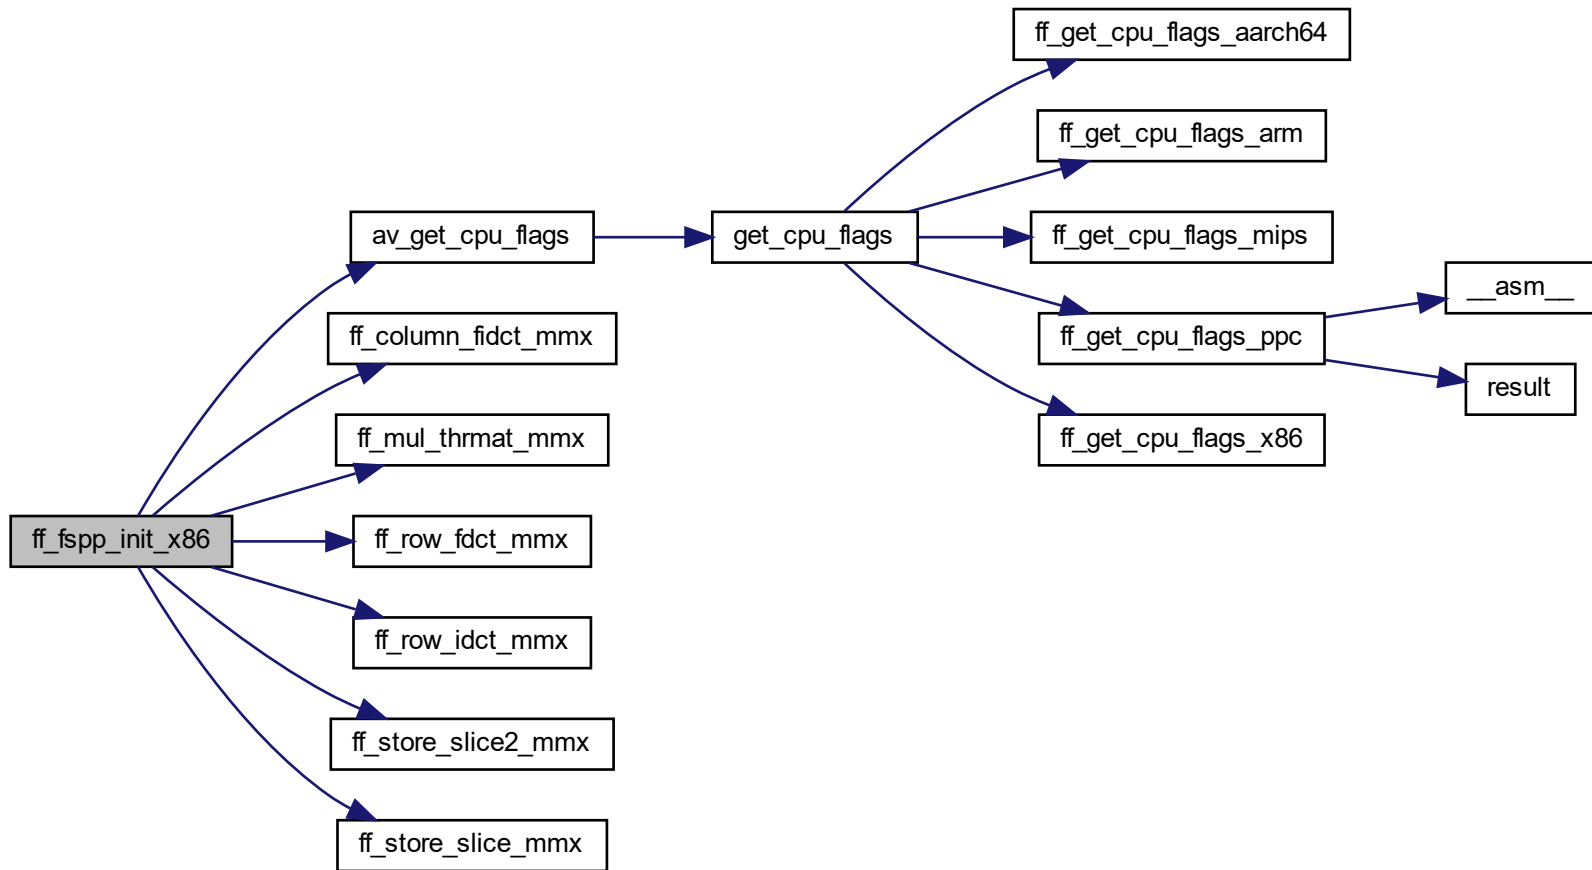 ff_get_cpu_flags_aarch64
ff_get_cpu_flags_arm
av_get_cpu_flags
get_cpu_flags
ff_get_cpu_flags_mips
__asm__
ff_column_fidct_mmx
ff_get_cpu_flags_ppc
result
ff_mul_thrmat_mmx
ff_get_cpu_flags_x86
ff_fspp_init_x86
ff_row_fdct_mmx
ff_row_idct_mmx
ff_store_slice2_mmx
ff_store_slice_mmx